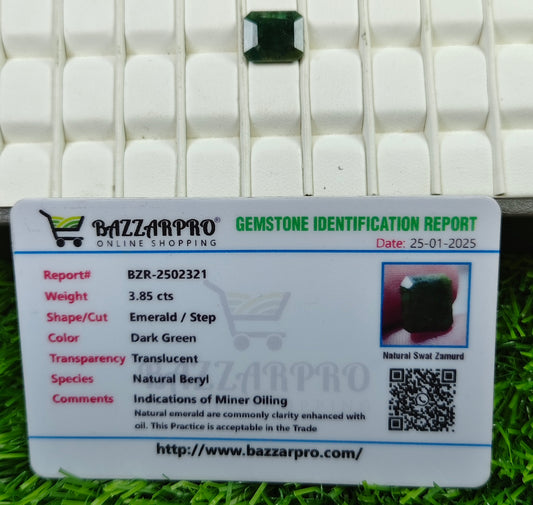 BAZZARPRO®
ONLINE SHOPPING
GEMSTONE IDENTIFICATION REPORT
Date: 25-01-2025
Report# BZR-2502321
Weight 3.85 cts
Shape/Cut Emerald / Step
Color Dark Green
Transparency Translucent
Species Natural Beryl
Comments Indications of Miner Oiling
Natural emerald are commonly clarity enhanced with
oil. This Practice is acceptable in the Trade
Natural Swat Zamurd
BAZZARPRO
http://www.bazzarpro.com/